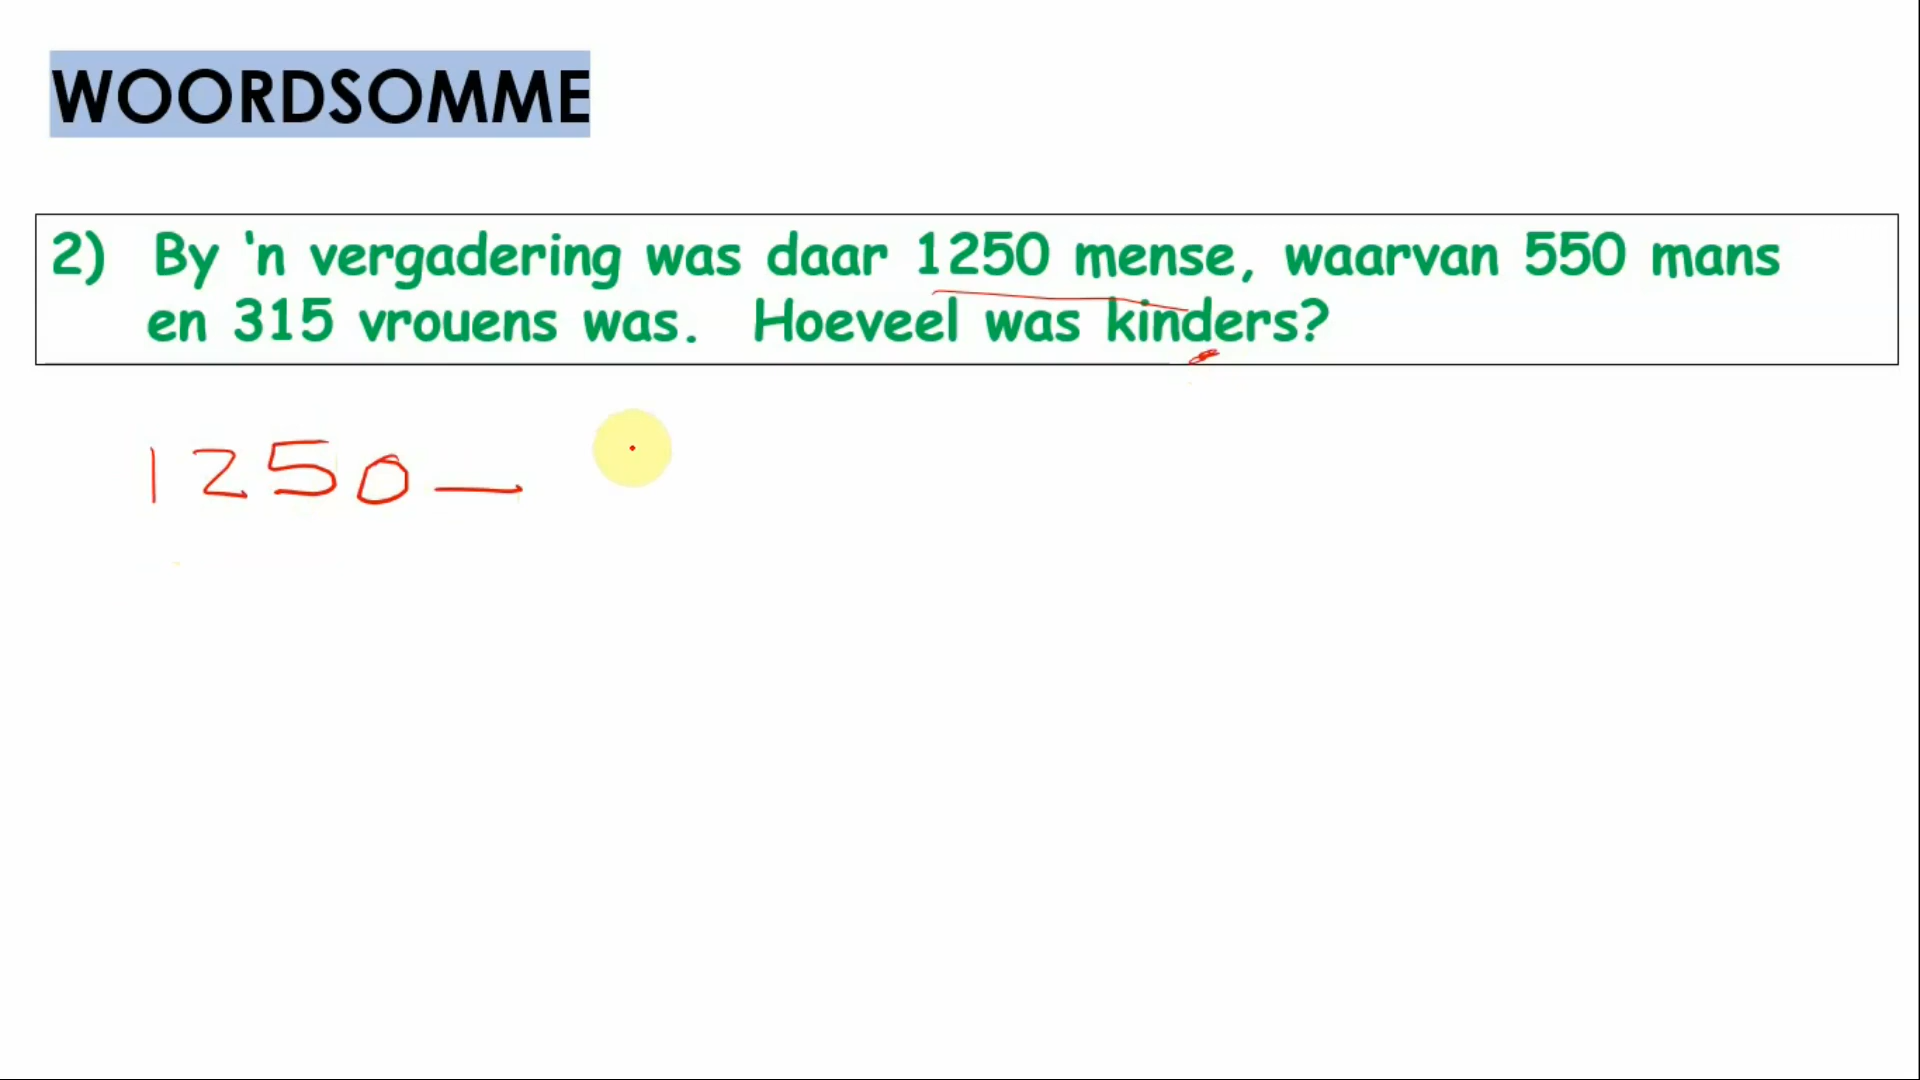 WOORDSOMME
2) By ‘n vergadering was daar 1250 mense, waarvan 550 mans
en 315 vrouens was. Hoeveel was kinders?
1250 —